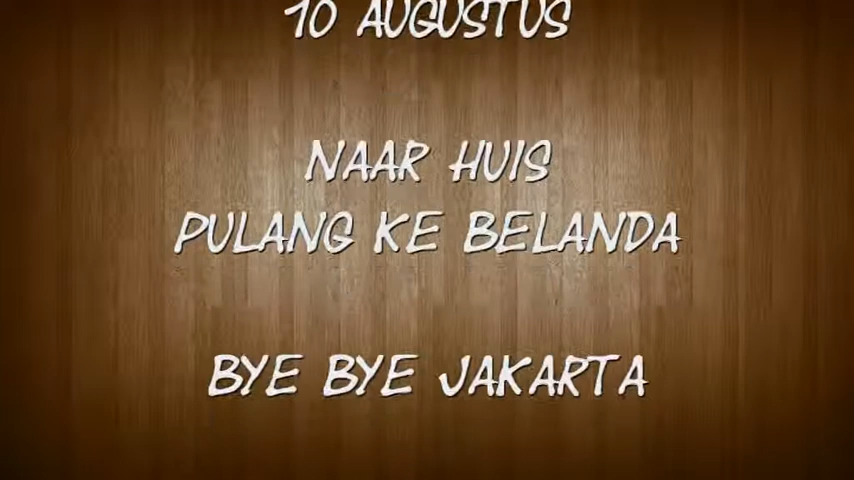 10 AUGUSTUS
NAAR HUIS
PULANG KE BELANDA
BYE BYE JAKARTA